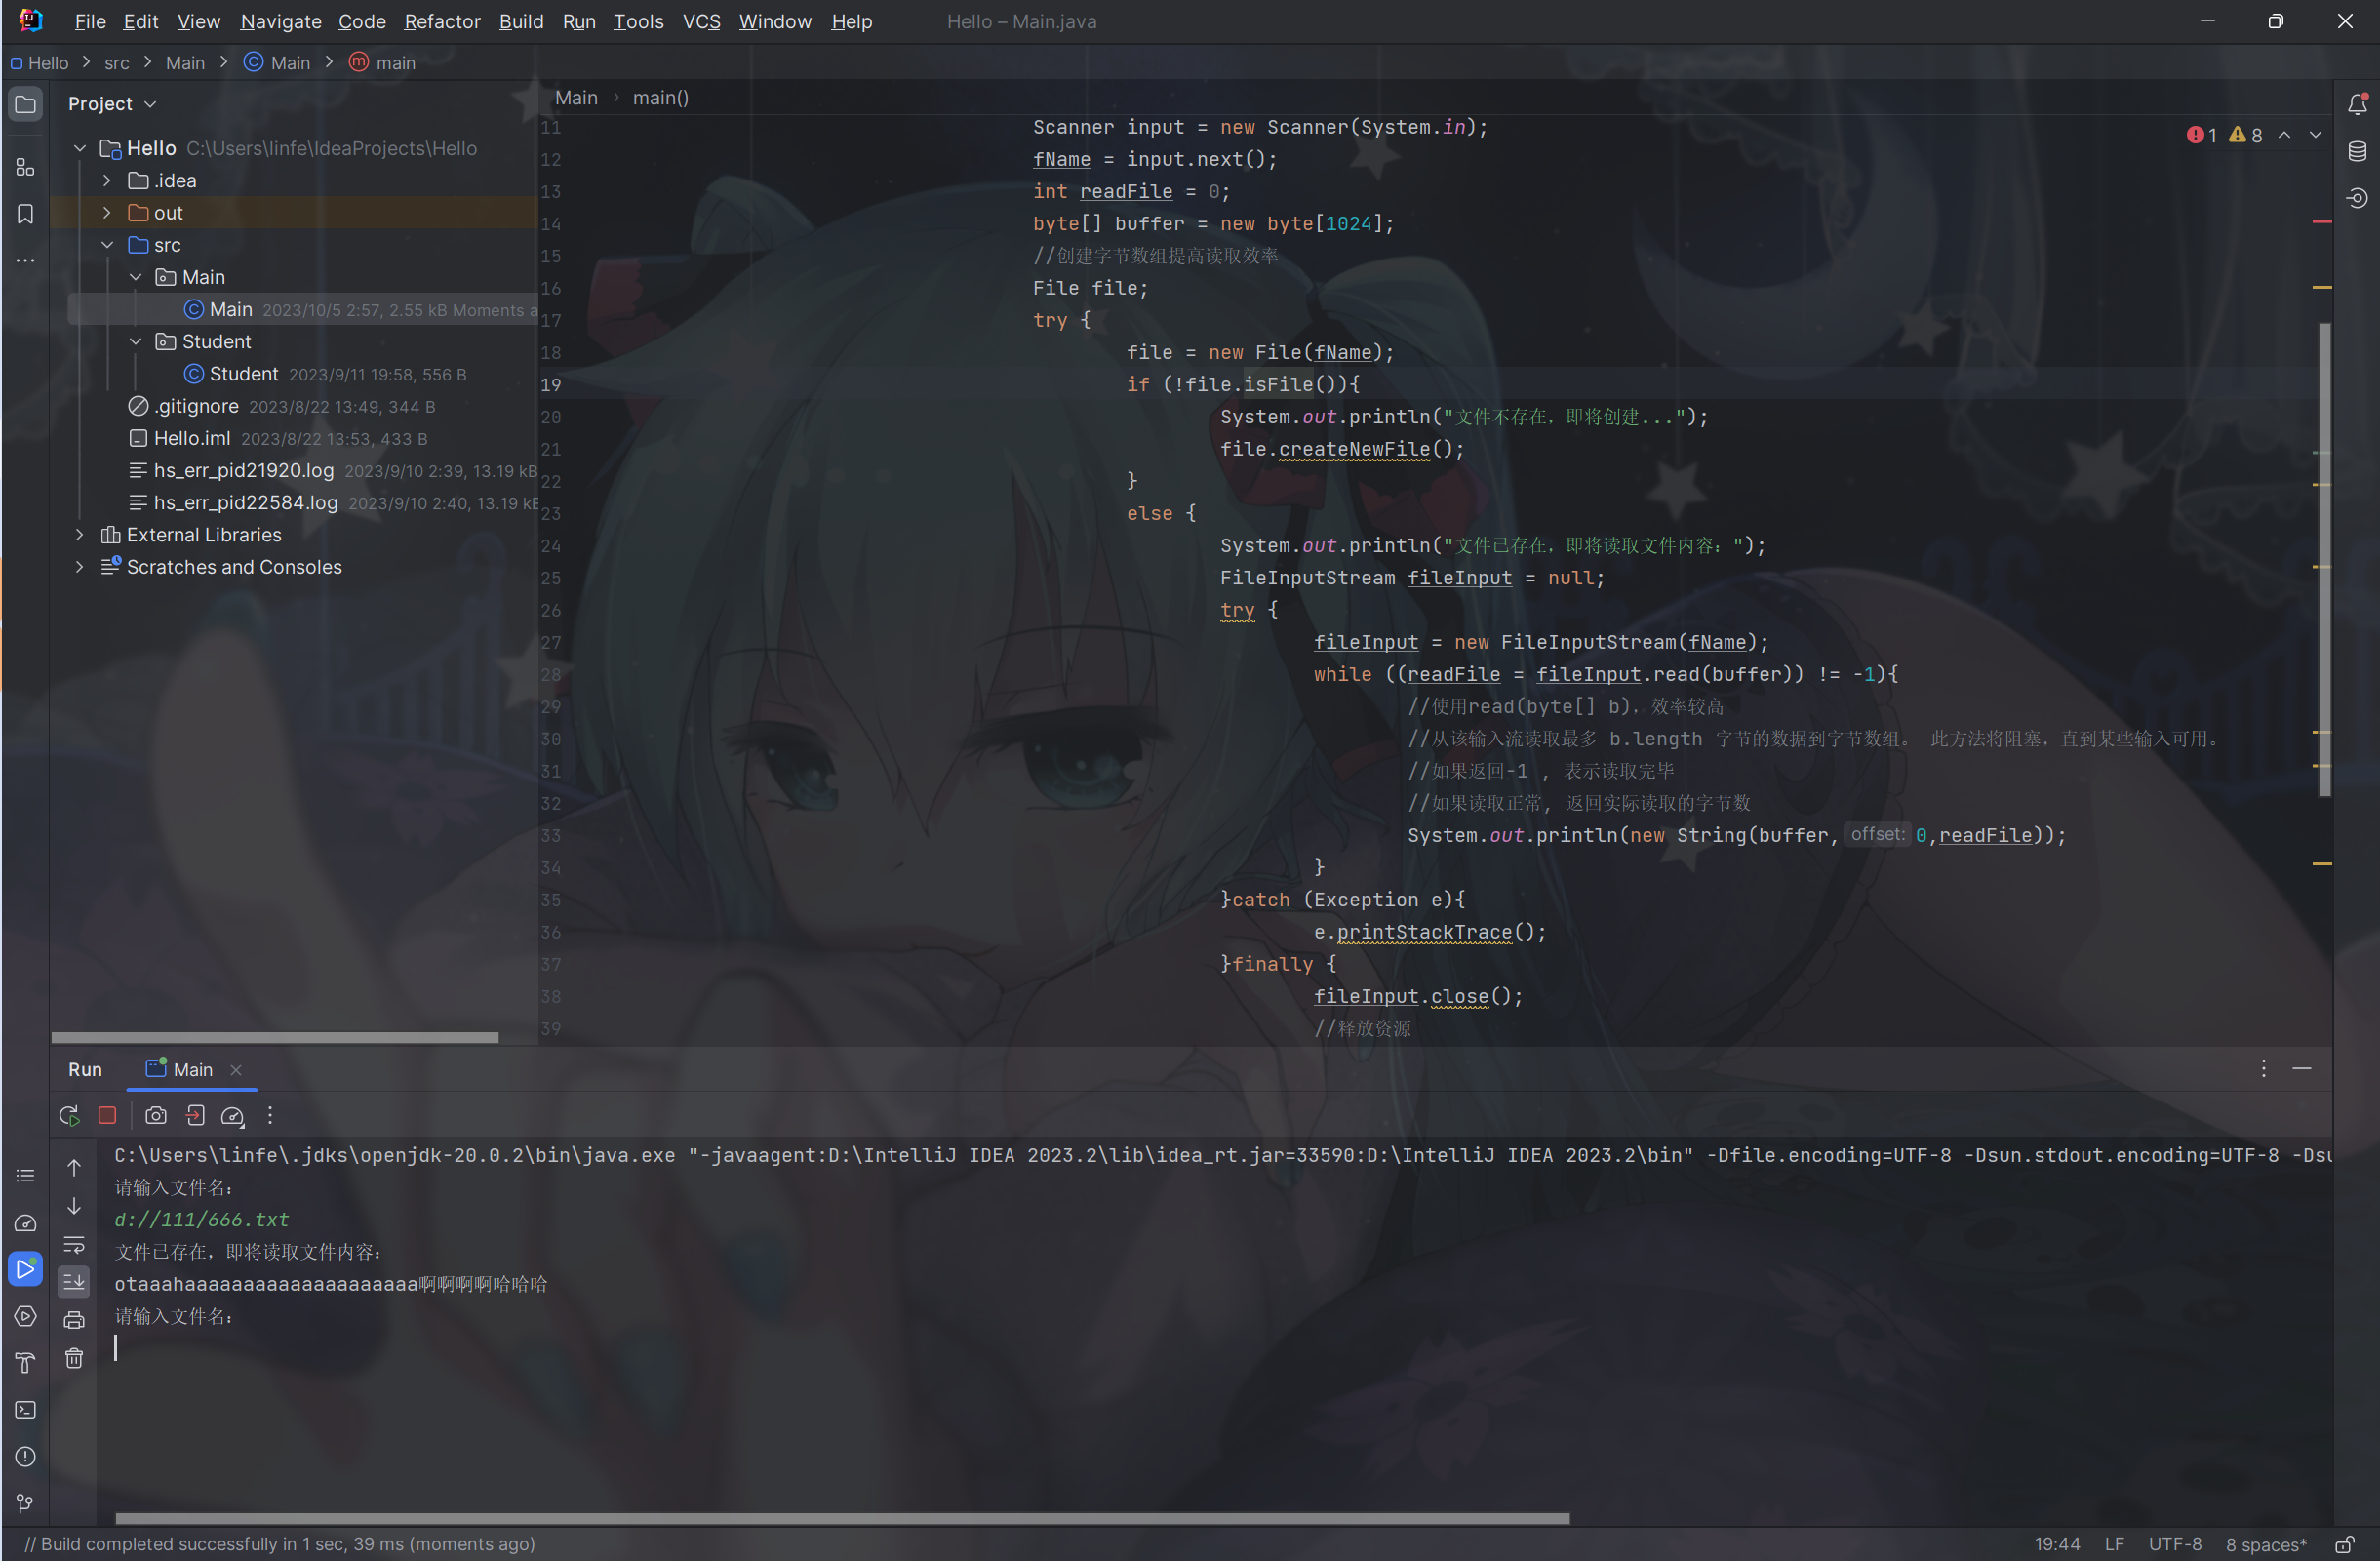 File Edit View Navigate Code Refactor Build Run Tools VCS Window Help Hello – Main.java
Hello > src > Main > Main > main
Project
Main > main()
Hello C:\Users\linfe\IdeaProjects\Hello
.idea
out
src
Main
Main 2023/10/5 2:57, 2.55 kB Moments a
Student
Student 2023/9/11 19:58, 556 B
.gitignore 2023/8/22 13:49, 344 B
Hello.iml 2023/8/22 13:53, 433 B
hs_err_pid21920.log 2023/9/10 2:39, 13.19 kB
hs_err_pid22584.log 2023/9/10 2:40, 13.19 kB
External Libraries
Scratches and Consoles
1 8
11 Scanner input = new Scanner(System.in);
12 fName = input.next();
13 int readFile = 0;
14 byte[] buffer = new byte[1024];
15 //创建字节数组提高读取效率
16 File file;
17 try {
18 file = new File(fName);
19 if (!file.isFile()){
20 System.out.println("文件不存在，即将创建...");
21 file.createNewFile();
22 }
23 else {
24 System.out.println("文件已存在，即将读取文件内容：");
25 FileInputStream fileInput = null;
26 try {
27 fileInput = new FileInputStream(fName);
28 while ((readFile = fileInput.read(buffer)) != -1){
29 //使用read(byte[] b)．效率较高
30 //从该输入流读取最多 b.length 字节的数据到字节数组。 此方法将阻塞，直到某些输入可用。
31 //如果返回-1 , 表示读取完毕
32 //如果读取正常, 返回实际读取的字节数
33 System.out.println(new String(buffer, offset: 0,readFile));
34 }
35 }catch (Exception e){
36 e.printStackTrace();
37 }finally {
38 fileInput.close();
39 //释放资源
Run Main
C:\Users\linfe\.jdks\openjdk-20.0.2\bin\java.exe "-javaagent:D:\IntelliJ IDEA 2023.2\lib\idea_rt.jar=33590:D:\IntelliJ IDEA 2023.2\bin" -Dfile.encoding=UTF-8 -Dsun.stdout.encoding=UTF-8 -Dsu
请输入文件名：
d://111/666.txt
文件已存在，即将读取文件内容：
otaaahaaaaaaaaaaaaaaaaaaaa啊啊啊啊哈哈哈
请输入文件名：
// Build completed successfully in 1 sec, 39 ms (moments ago) 19:44 LF UTF-8 8 spaces*